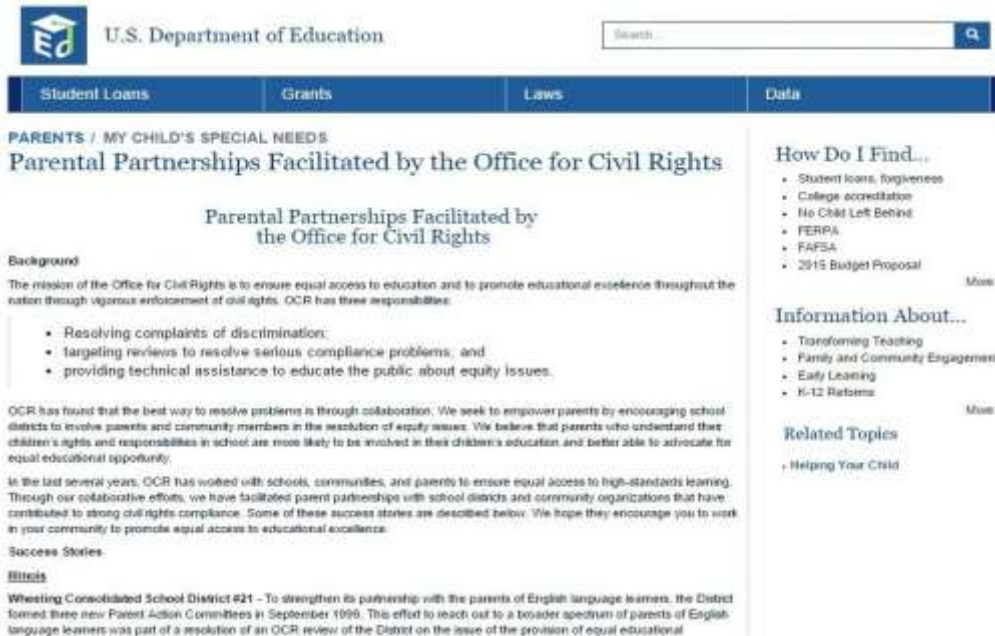 Ed
U.S. Department of Education
Search...
Student Loans
Grants
Laws
Data
PARENTS / MY CHILD'S SPECIAL NEEDS
Parental Partnerships Facilitated by the Office for Civil Rights
Parental Partnerships Facilitated by
the Office for Civil Rights
Background
The mission of the Office for Civil Rights is to ensure equal access to education and to promote educational excellence throughout the
nation through vigorous enforcement of civil rights. OCR has three responsibilities:
• Resolving complaints of discrimination;
• targeting reviews to resolve serious compliance problems; and
• providing technical assistance to educate the public about equity issues.
OCR has found that the best way to resolve problems is through collaboration. We seek to empower parents by encouraging school
districts to involve parents and community members in the resolution of equity issues. We believe that parents who understand their
children's rights and responsibilities in school are more likely to be involved in their children's education and better able to advocate for
equal educational opportunity.
In the last several years, OCR has worked with schools, communities, and parents to ensure equal access to high-standards learning.
Through our collaborative efforts, we have facilitated parent partnerships with school districts and community organizations that have
contributed to strong civil rights compliance. Some of these success stories are described below. We hope they encourage you to work
in your community to promote equal access to educational excellence.
Success Stories
Illinois
Wheeling Consolidated School District #21 - To strengthen its partnership with the parents of English language learners, the District
formed three new Parent Action Committees in September 1999. This effort to reach out to a broader spectrum of parents of English
language learners was part of a resolution of an OCR review of the District on the issue of the provision of equal educational
How Do I Find...
• Student loans, forgiveness
• College accreditation
• No Child Left Behind
• FERPA
• FAFSA
• 2015 Budget Proposal
More
Information About...
• Transforming Teaching
• Family and Community Engagement
• Early Learning
• K-12 Reforms
More
Related Topics
• Helping Your Child